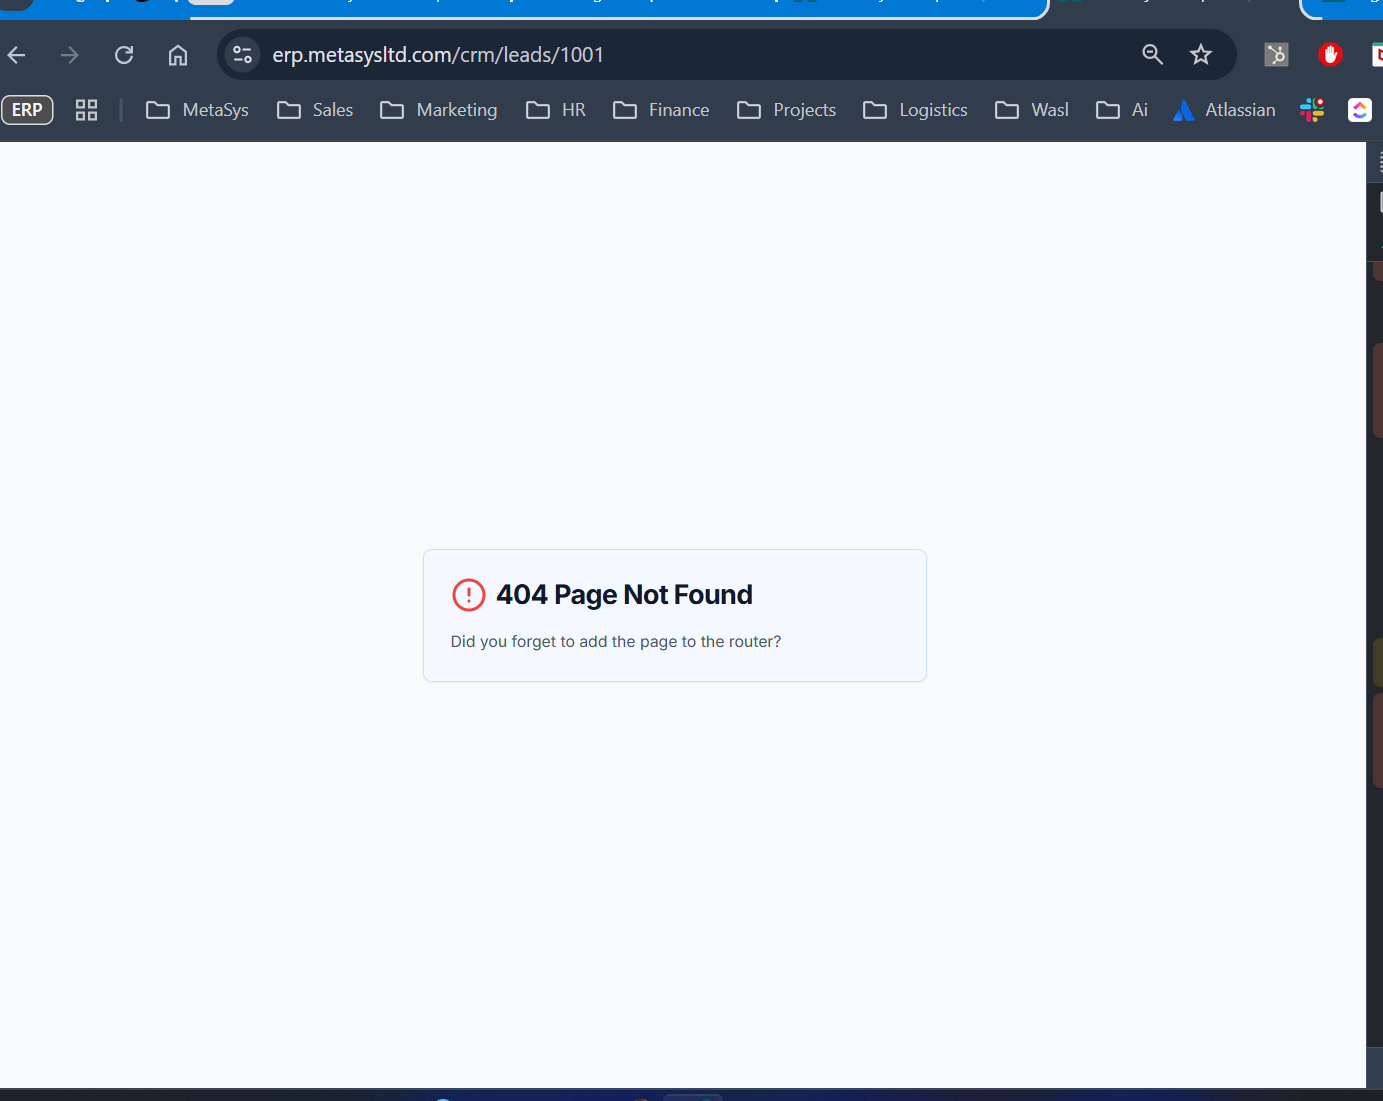 erp.metasysltd.com/crm/leads/1001
ERP MetaSys Sales Marketing HR Finance Projects Logistics Wasl Ai Atlassian
404 Page Not Found
Did you forget to add the page to the router?